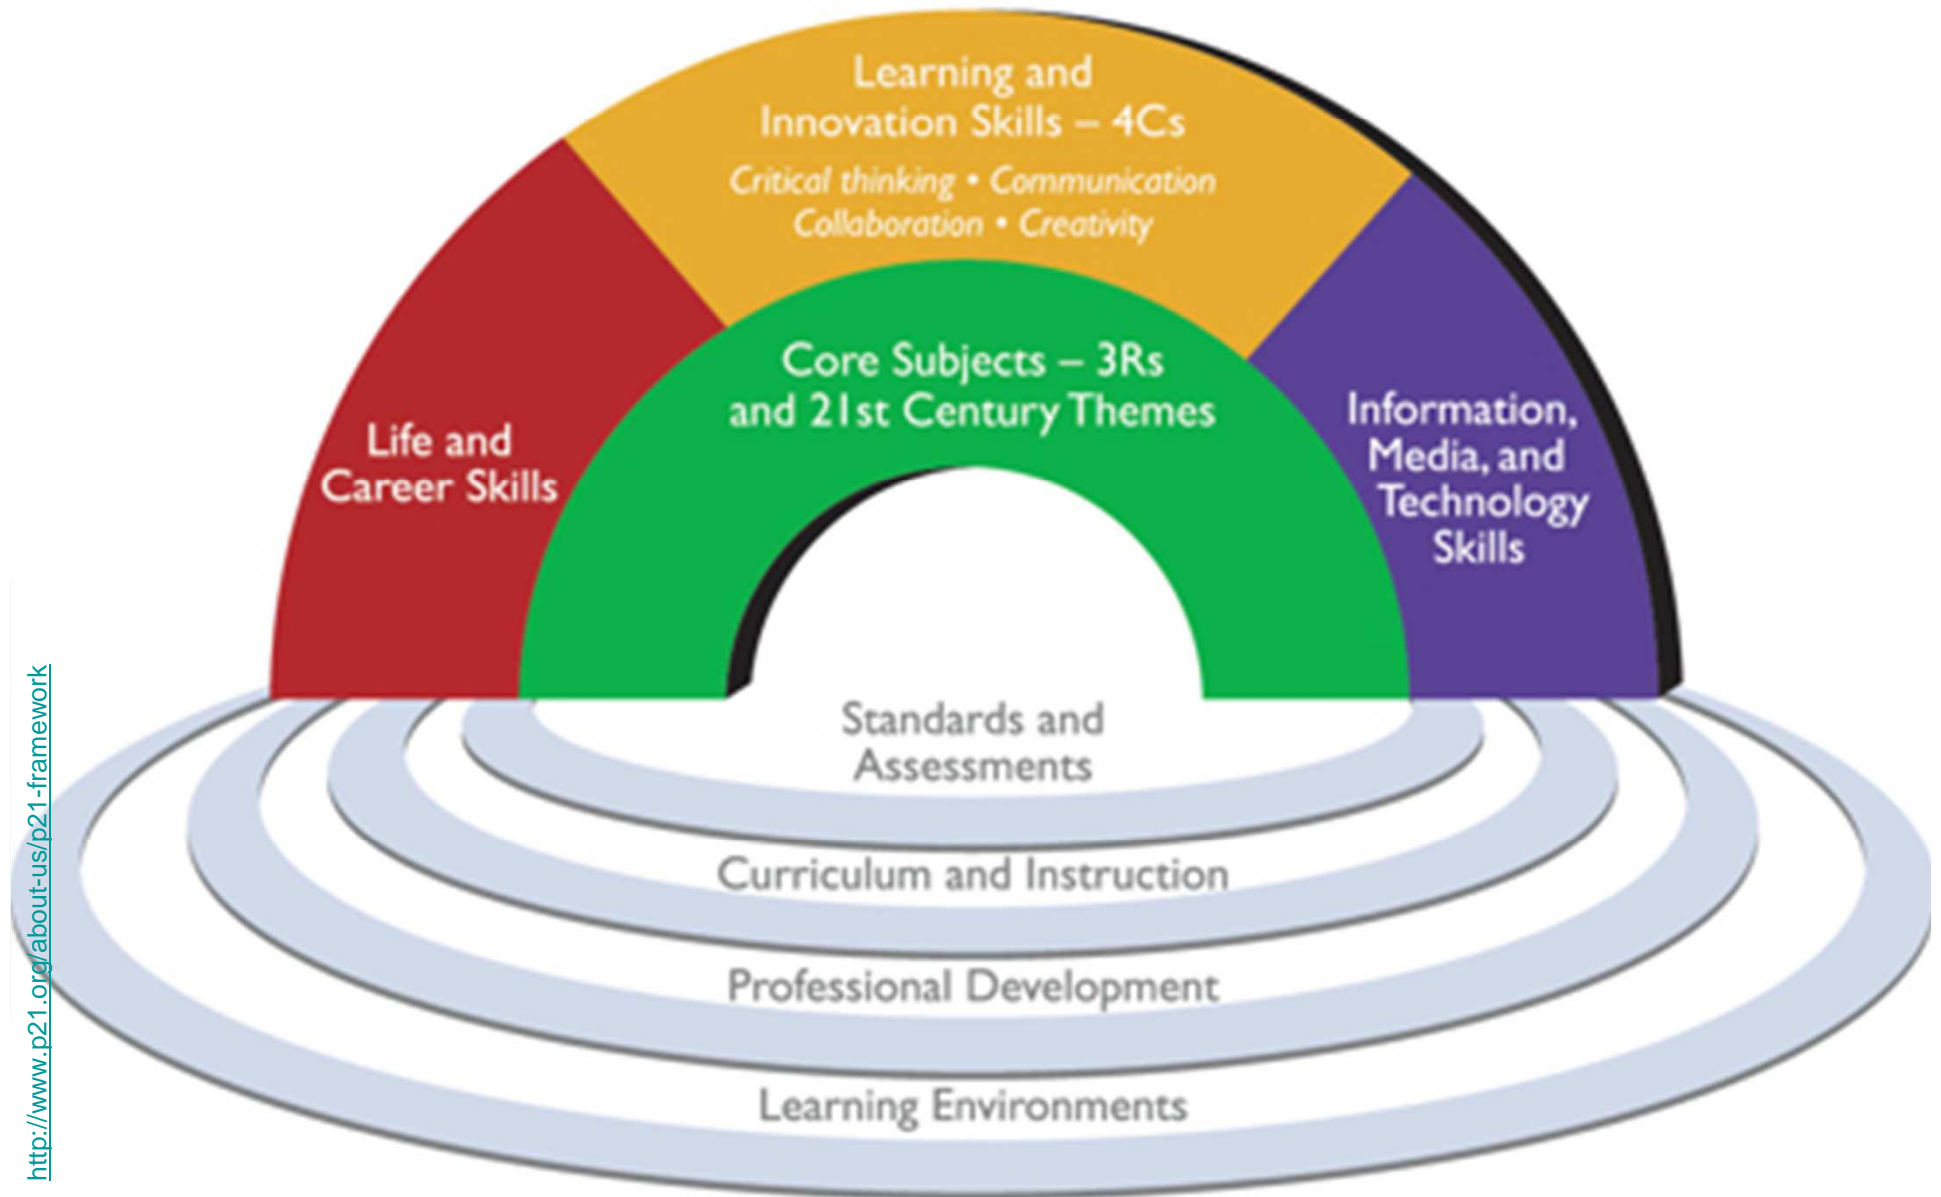 Learning and
Innovation Skills – 4Cs
Critical thinking • Communication
Collaboration • Creativity
Core Subjects – 3Rs
and 21st Century Themes
Life and
Career Skills
Information,
Media, and
Technology
Skills
Standards and
Assessments
Curriculum and Instruction
Professional Development
Learning Environments
http://www.p21.org/about-us/p21-framework